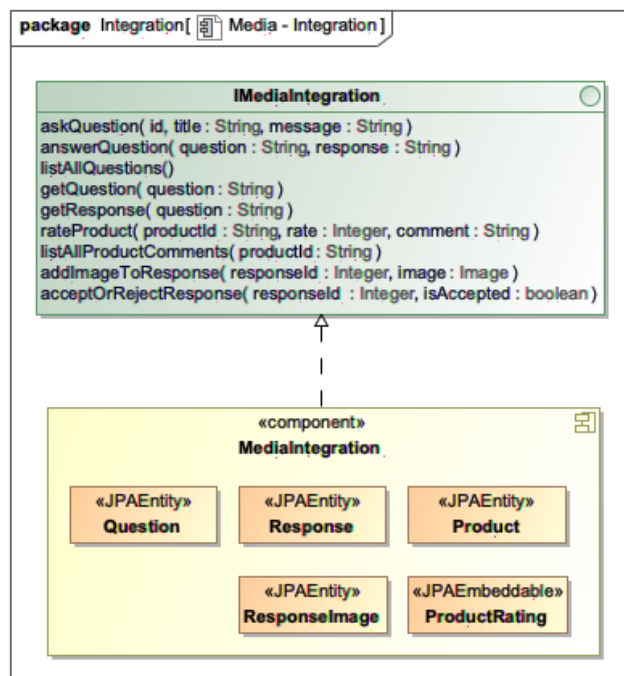 package Integration[ Media - Integration ]
IMediaIntegration
askQuestion( id, title : String, message : String )
answerQuestion( question : String, response : String )
listAllQuestions()
getQuestion( question : String )
getResponse( question : String )
rateProduct( productId : String, rate : Integer, comment : String )
listAllProductComments( productId : String )
addImageToResponse( responseId : Integer, image : Image )
acceptOrRejectResponse( responseId : Integer, isAccepted : boolean )
«component»
MediaIntegration
«JPAEntity» «JPAEntity» «JPAEntity»
Question Response Product
«JPAEntity» «JPAEmbeddable»
ResponseImage ProductRating